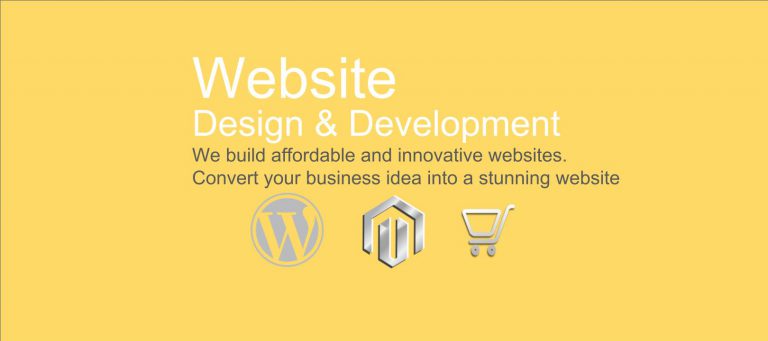 Website
Design & Development
We build affordable and innovative websites.
Convert your business idea into a stunning website